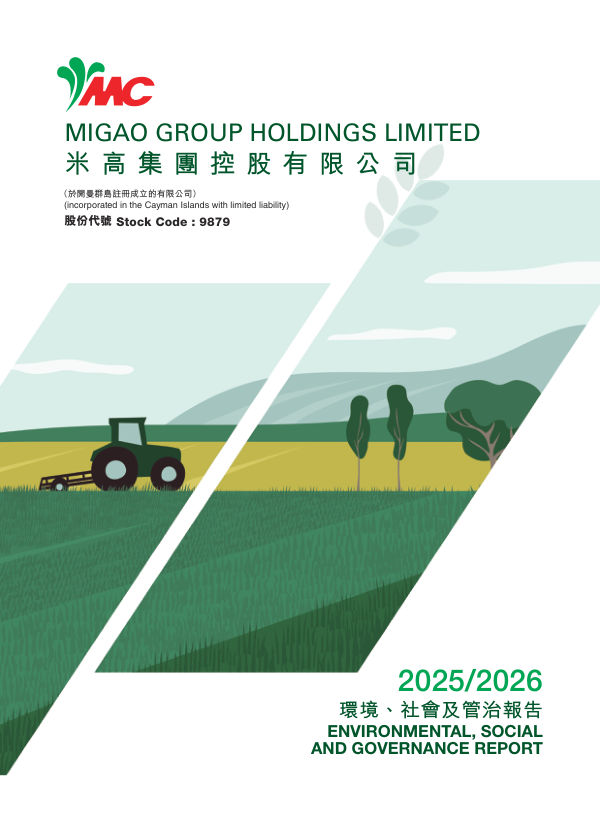 MC
MIGAO GROUP HOLDINGS LIMITED
米高集團控股有限公司
（於開曼群島註冊成立的有限公司）
(incorporated in the Cayman Islands with limited liability)
股份代號 Stock Code : 9879
2025/2026
環境、社會及管治報告
ENVIRONMENTAL, SOCIAL
AND GOVERNANCE REPORT